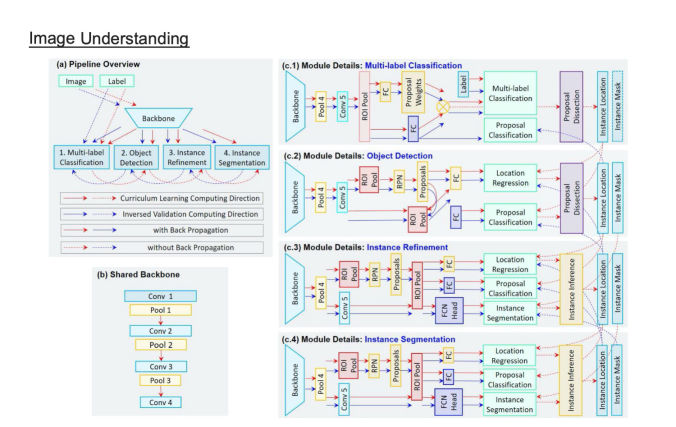 Image Understanding
(a) Pipeline Overview
Image
Label
Backbone
1. Multi-label
Classification
2. Object
Detection
3. Instance
Refinement
4. Instance
Segmentation
Curriculum Learning Computing Direction
Inversed Validation Computing Direction
with Back Propagation
without Back Propagation
(b) Shared Backbone
Conv 1
Pool 1
Conv 2
Pool 2
Conv 3
Pool 3
Conv 4
(c.1) Module Details: Multi-label Classification
Backbone
Pool 4
Conv 5
ROI Pool
FC
Proposal
Weights
FC
Label
Multi-label
Classification
Proposal
Classification
Proposal
Dissection
Instance Location
Instance Mask
(c.2) Module Details: Object Detection
Backbone
Pool 4
Conv 5
ROI
Pool
RPN
Proposals
ROI
Pool
FC
FC
Location
Regression
Proposal
Classification
Proposal
Dissection
Instance Location
Instance Mask
(c.3) Module Details: Instance Refinement
Backbone
Pool 4
Conv 5
ROI
Pool
RPN
Proposals
ROI Pool
FC
FC
FCN
Head
Location
Regression
Proposal
Classification
Instance
Segmentation
Instance Inference
Instance Location
Instance Mask
(c.4) Module Details: Instance Segmentation
Backbone
Pool 4
Conv 5
ROI
Pool
RPN
Proposals
ROI Pool
FC
FC
FCN
Head
Location
Regression
Proposal
Classification
Instance
Segmentation
Instance Inference
Instance Location
Instance Mask